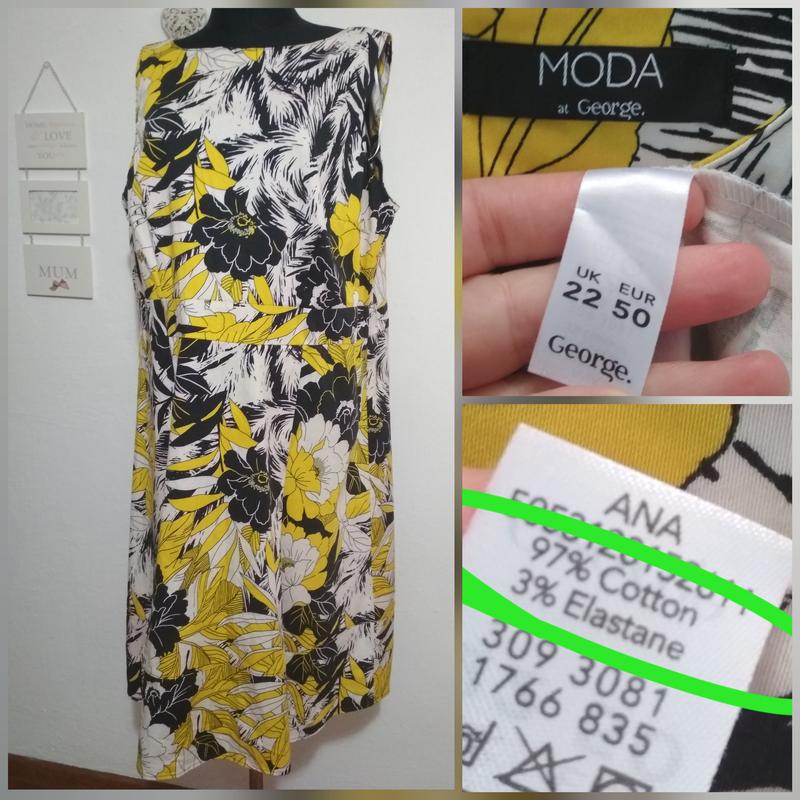 LOVE
YOU
MUM
MODA
at George.
UK EUR
22 50
George.
ANA
97% Cotton
3% Elastane
309 3081
1766 835